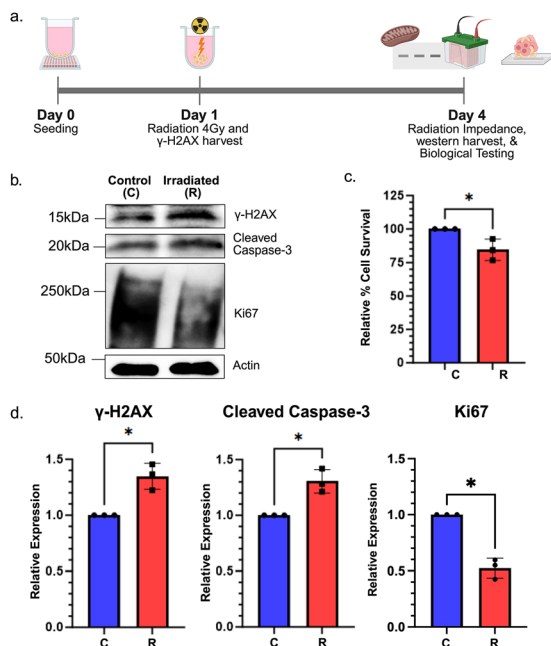 a.
Day 0
Seeding
Day 1
Radiation 4Gy and
γ-H2AX harvest
Day 4
Radiation Impedance,
western harvest, &
Biological Testing
b.
Control
(C)
Irradiated
(R)
15kDa
γ-H2AX
20kDa
Cleaved
Caspase-3
250kDa
Ki67
50kDa
Actin
c.
Relative % Cell Survival
125
100
75
50
25
0
*
C
R
d.
γ-H2AX
Relative Expression
1.5
1.0
0.5
0.0
*
C
R
Cleaved Caspase-3
Relative Expression
1.5
1.0
0.5
0.0
*
C
R
Ki67
Relative Expression
1.5
1.0
0.5
0.0
*
C
R